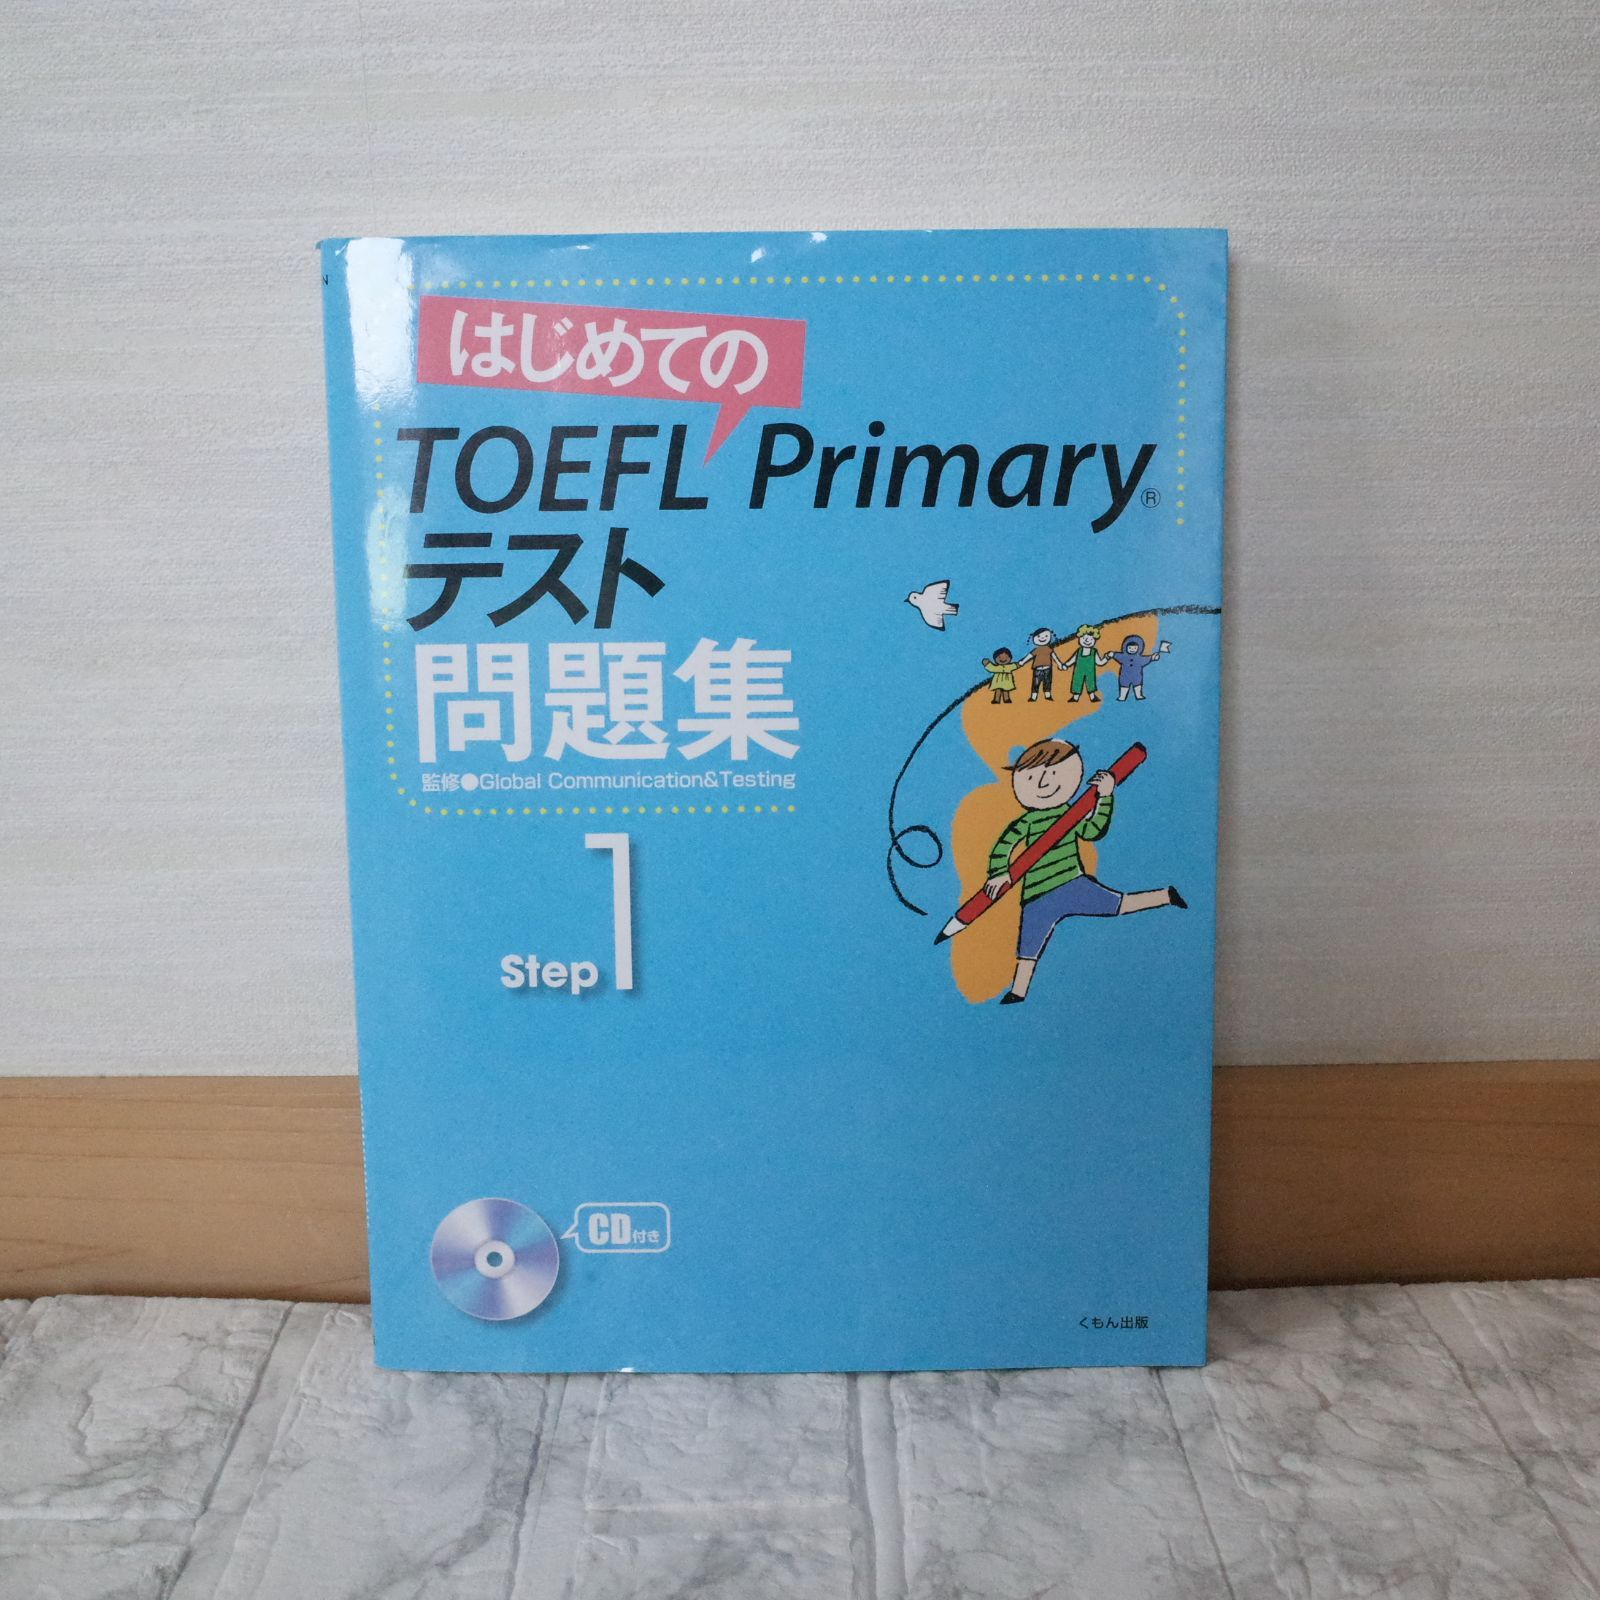 はじめての
TOEFL Primary®
テスト
問題集
監修●Global Communication&Testing
Step 1
CD付き
くもん出版
N